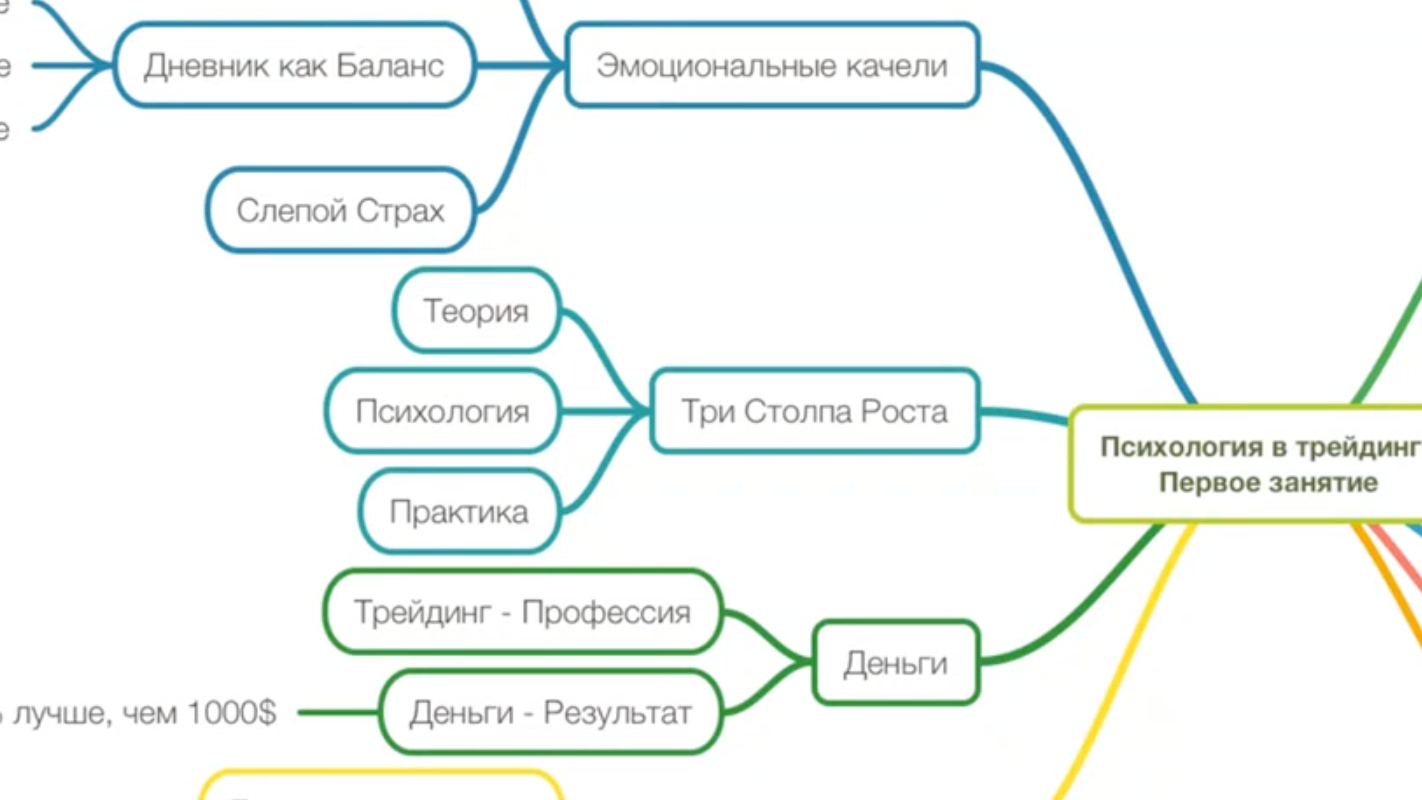 Дневник как Баланс
Эмоциональные качели
Слепой Страх
Теория
Психология
Три Столпа Роста
Практика
Психология в трейдинг
Первое занятие
Трейдинг - Профессия
Деньги
лучше, чем 1000$
Деньги - Результат